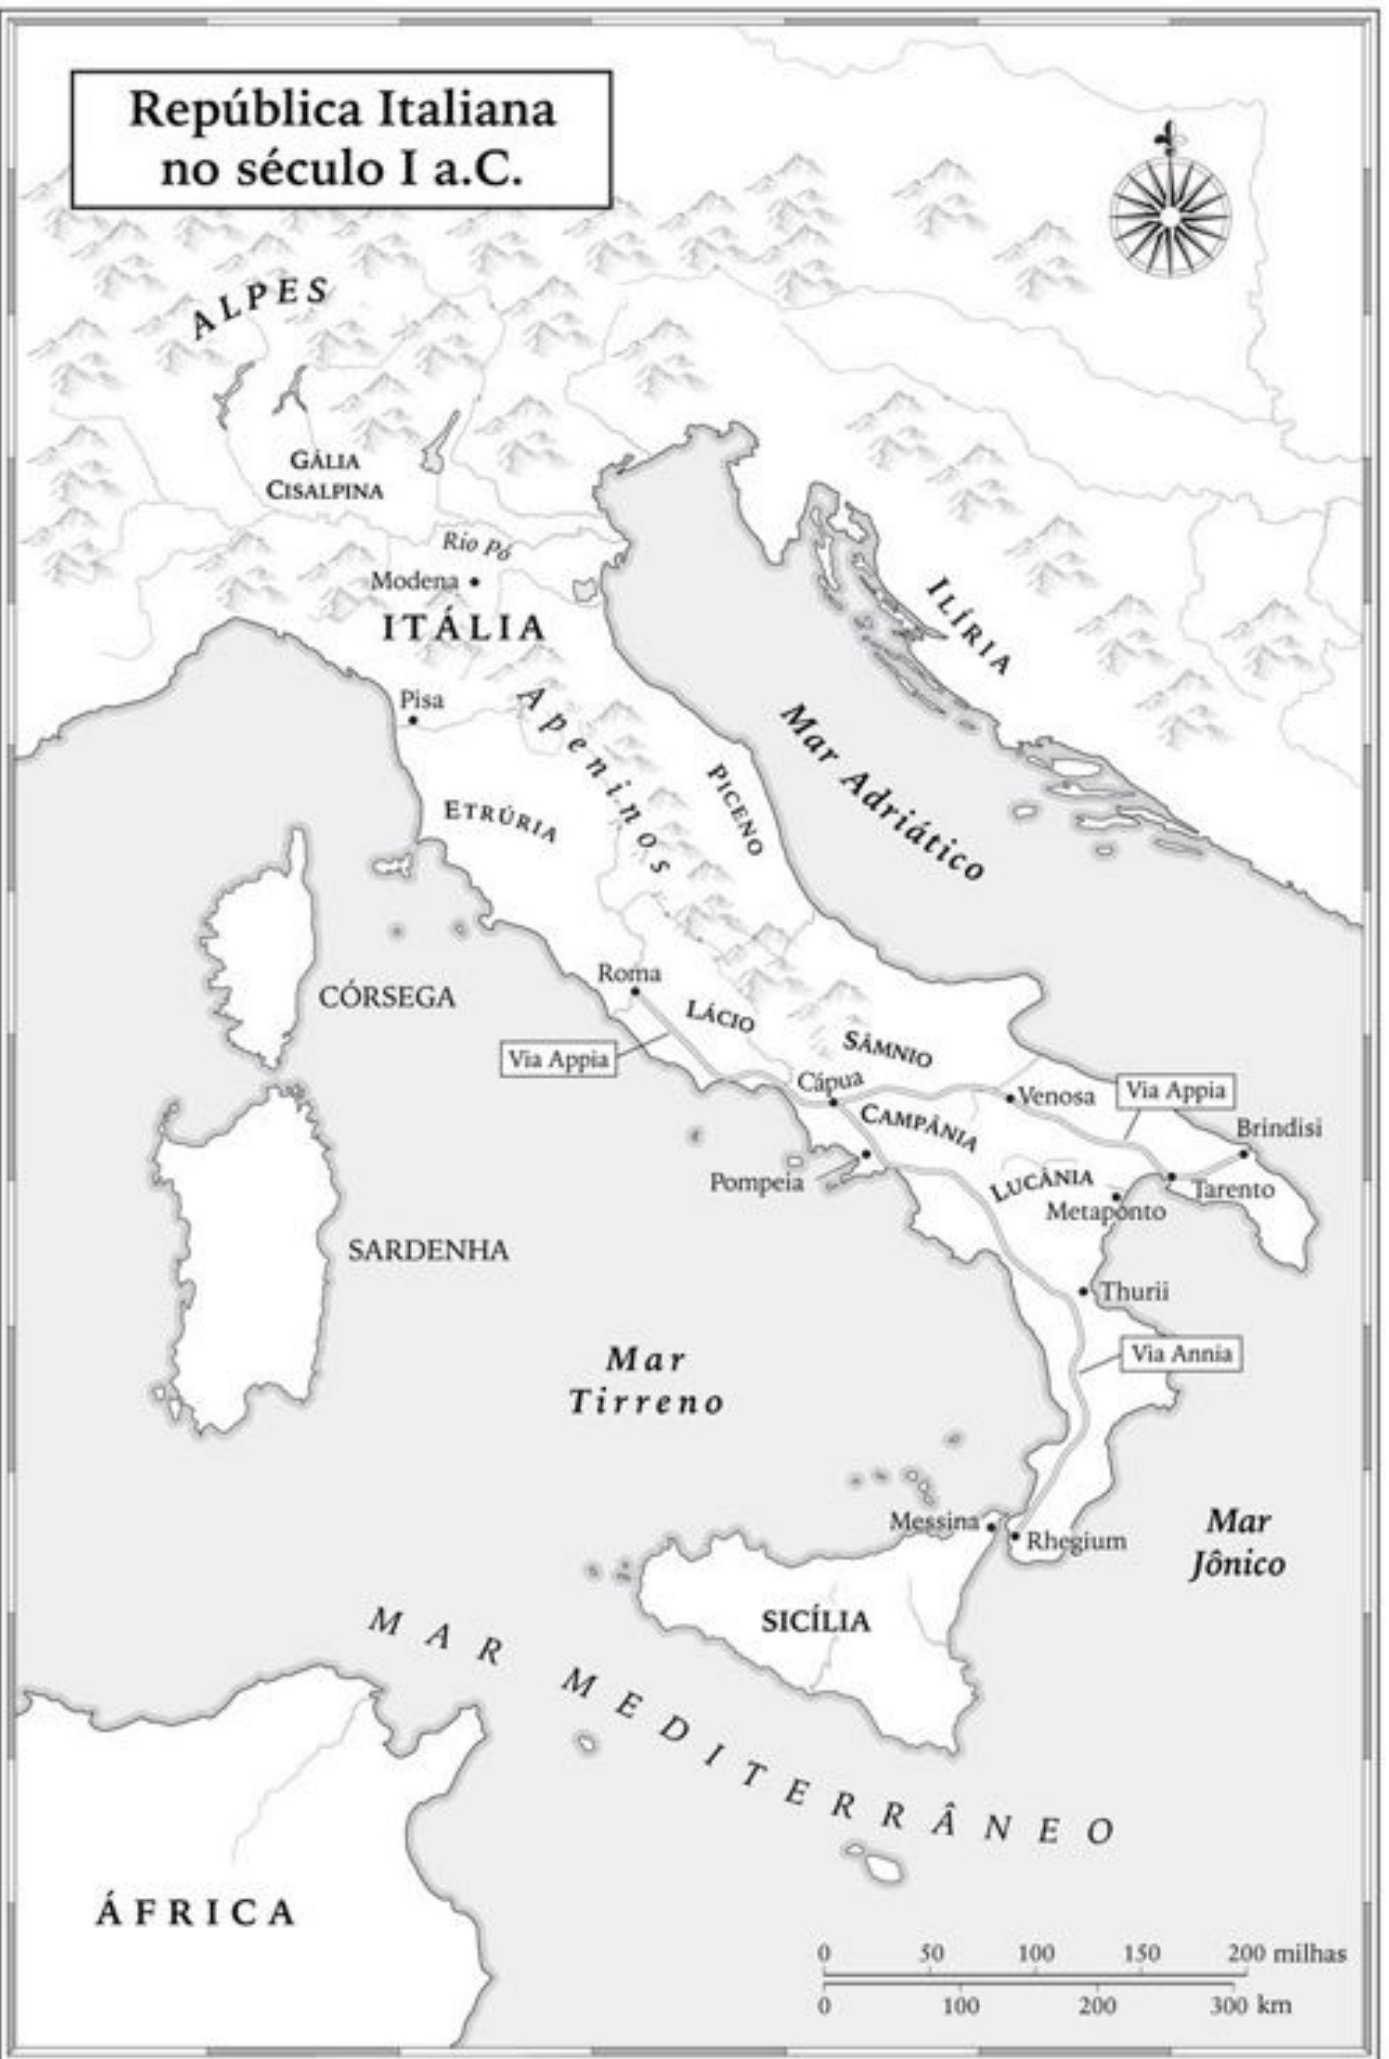 República Italiana
no século I a.C.
ALPES
GÁLIA
CISALPINA
Rio Pó
Modena
ITÁLIA
ILÍRIA
Pisa
Apeninos
Mar Adriático
PICENO
ETRÚRIA
Roma
CÓRSEGA
LÁCIO
SÂMNIO
Via Appia
Cápua
Venosa
Via Appia
CAMPÂNIA
Brindisi
Pompeia
LUCÂNIA
Tarento
Metaponto
SARDENHA
Thurii
Mar
Tirreno
Via Annia
Messina
Rhegium
Mar
Jônico
SICÍLIA
MAR MEDITERRÂNEO
ÁFRICA
0 50 100 150 200 milhas
0 100 200 300 km